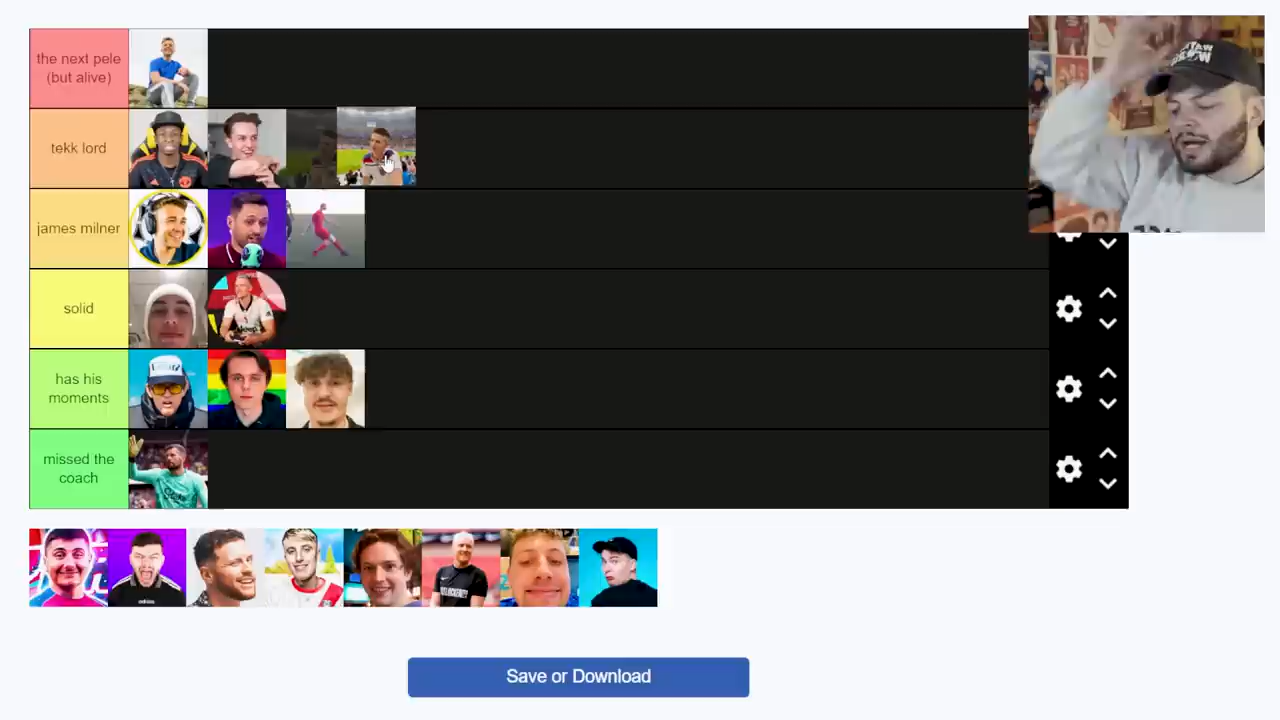 the next pele
(but alive)
tekk lord
james milner
solid
has his
moments
missed the
coach
Save or Download